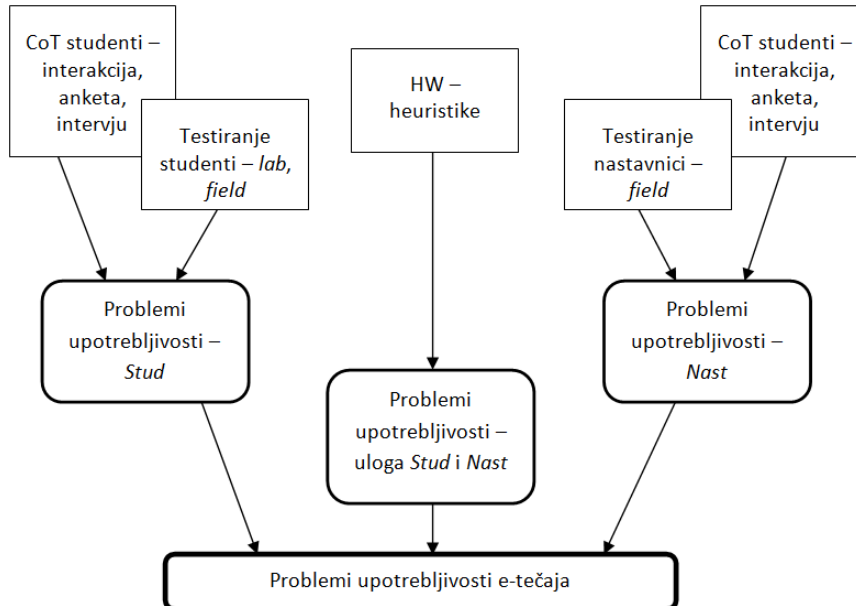 CoT studenti –
interakcija,
anketa,
intervju
Testiranje
studenti – lab,
field
HW –
heuristike
CoT studenti –
interakcija,
anketa,
intervju
Testiranje
nastavnici –
field
Problemi
upotrebljivosti –
Stud
Problemi
upotrebljivosti –
uloga Stud i Nast
Problemi
upotrebljivosti –
Nast
Problemi upotrebljivosti e-tečaja